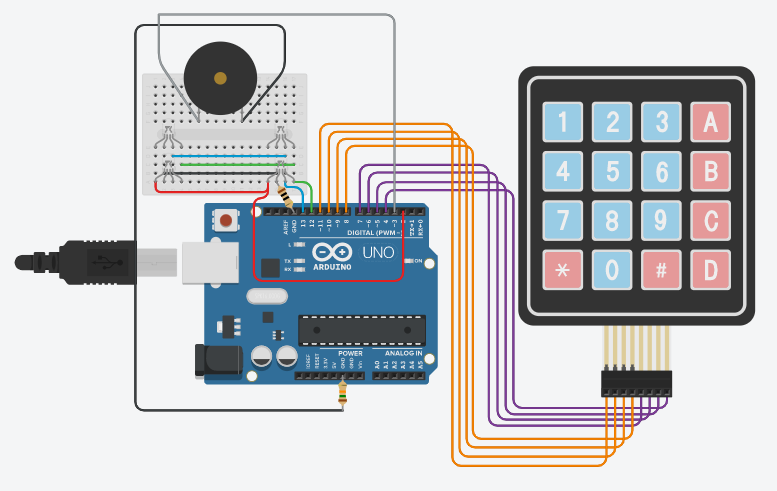 1 2 3 A
4 5 6 B
7 8 9 C
* 0 # D
AREF
GND
13
12
~11
~10
~9
8
7
~6
~5
4
~3
TX→1
RX←0
DIGITAL (PWM ~)
L
TX
RX
ARDUINO
UNO
ON
POWER
ANALOG IN
IOREF
RESET
3.3V
5V
GND
GND
Vin
A0
A1
A2
A3
A4
A5